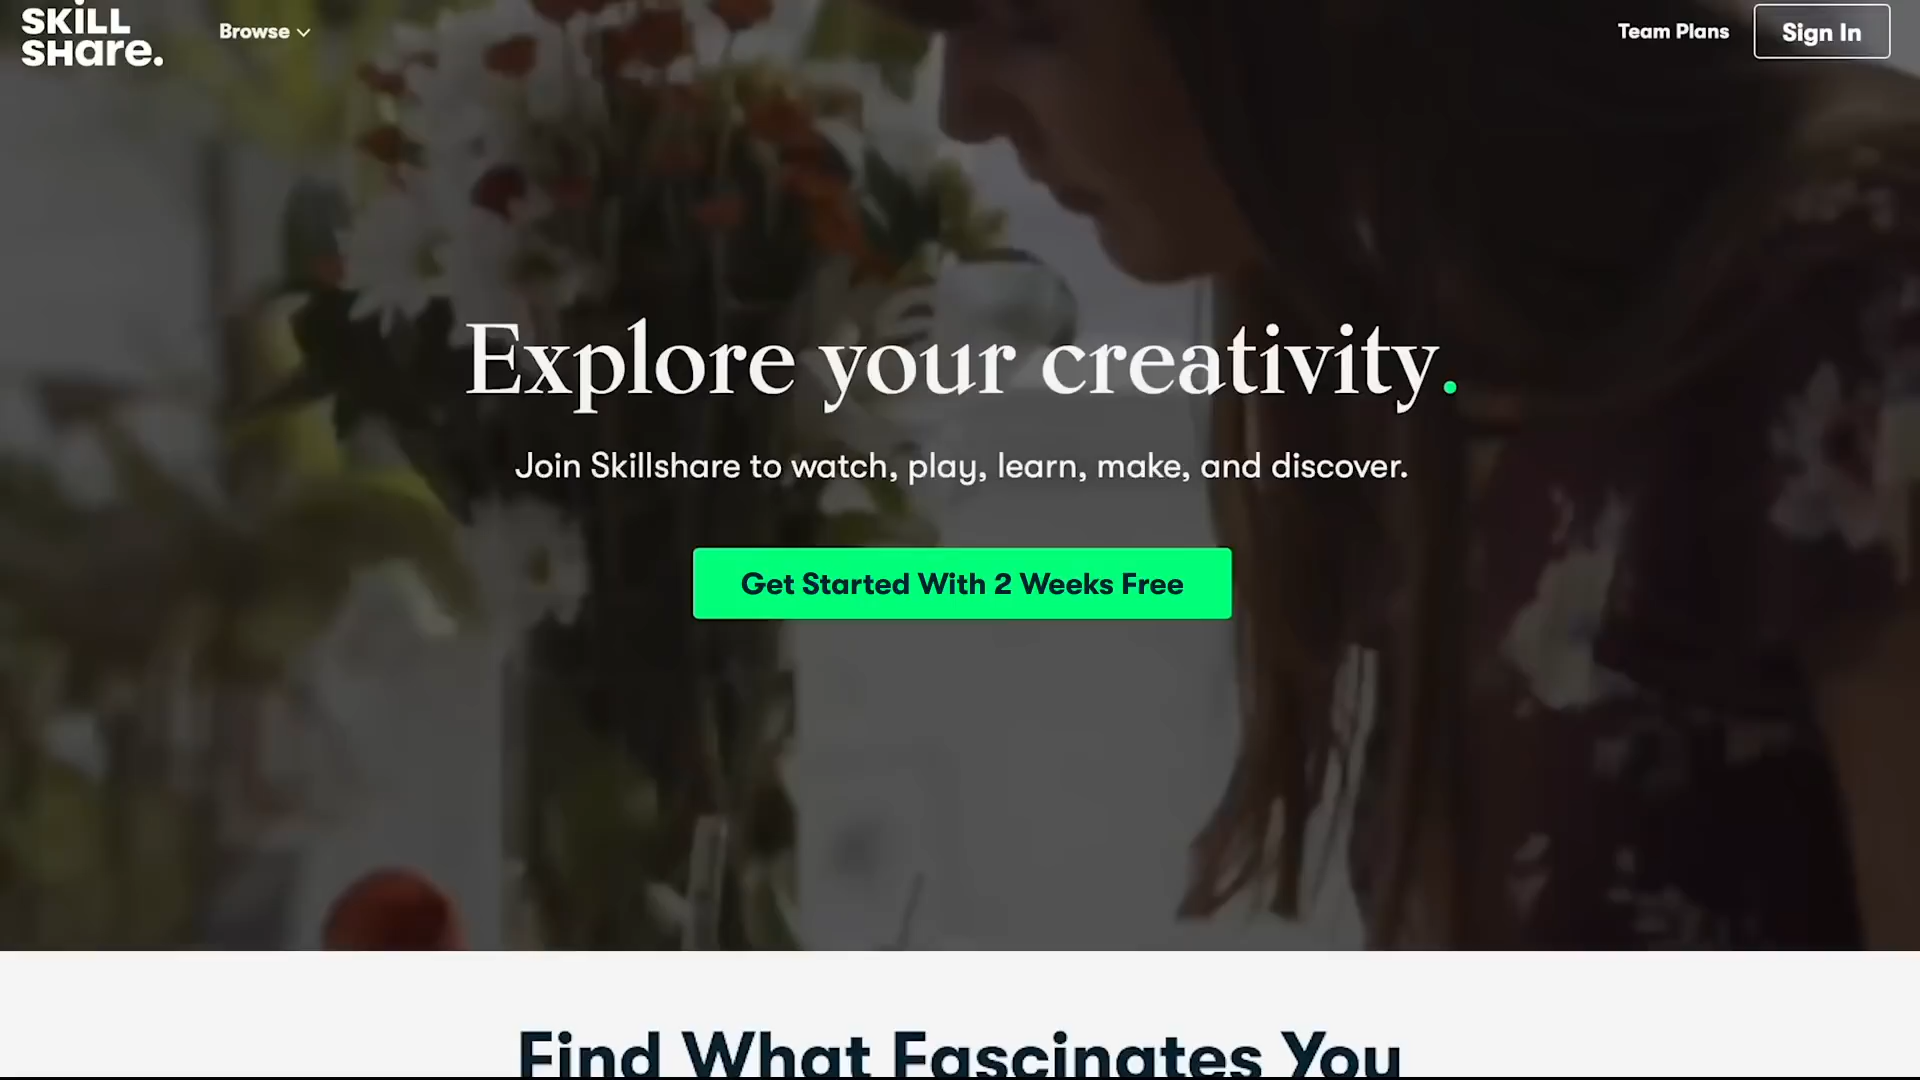 SKiLL
SHare.
Browse
Team Plans
Sign In
Explore your creativity.
Join Skillshare to watch, play, learn, make, and discover.
Get Started With 2 Weeks Free
Find What Fascinates You